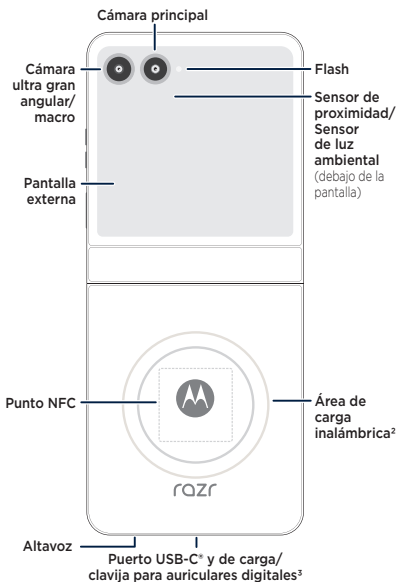 Cámara principal
Cámara
ultra gran
angular/
macro
Flash
Sensor de
proximidad/
Sensor
de luz
ambiental
(debajo de la
pantalla)
Pantalla
externa
Punto NFC
Área de
carga
inalámbrica²
razr
Altavoz
Puerto USB-C® y de carga/
clavija para auriculares digitales³